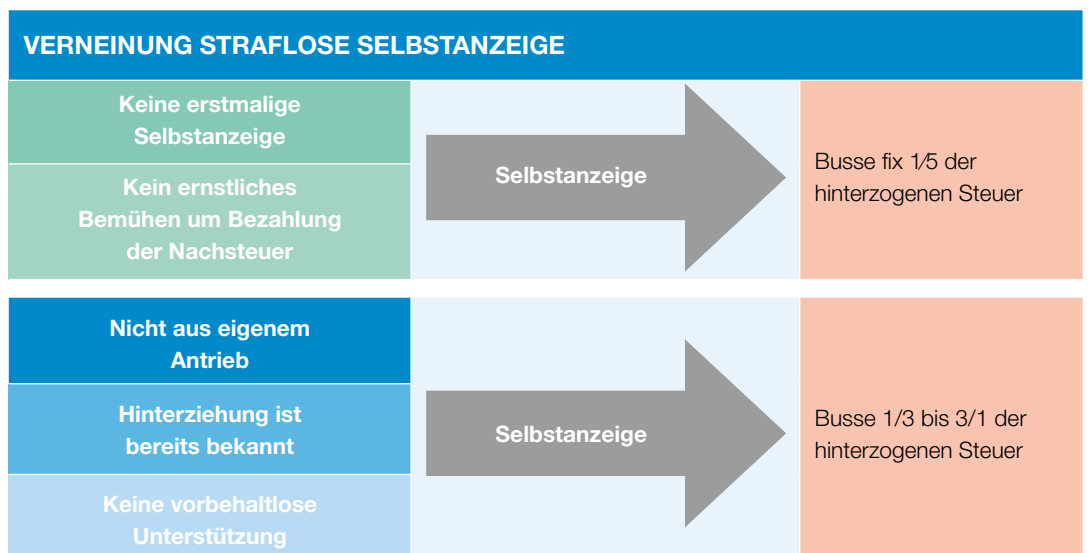 VERNEINUNG STRAFLOSE SELBSTANZEIGE
Keine erstmalige
Selbstanzeige
Kein ernstliches
Bemühen um Bezahlung
der Nachsteuer
Selbstanzeige
Busse fix 1/5 der
hinterzogenen Steuer
Nicht aus eigenem
Antrieb
Hinterziehung ist
bereits bekannt
Keine vorbehaltlose
Unterstützung
Selbstanzeige
Busse 1/3 bis 3/1 der
hinterzogenen Steuer